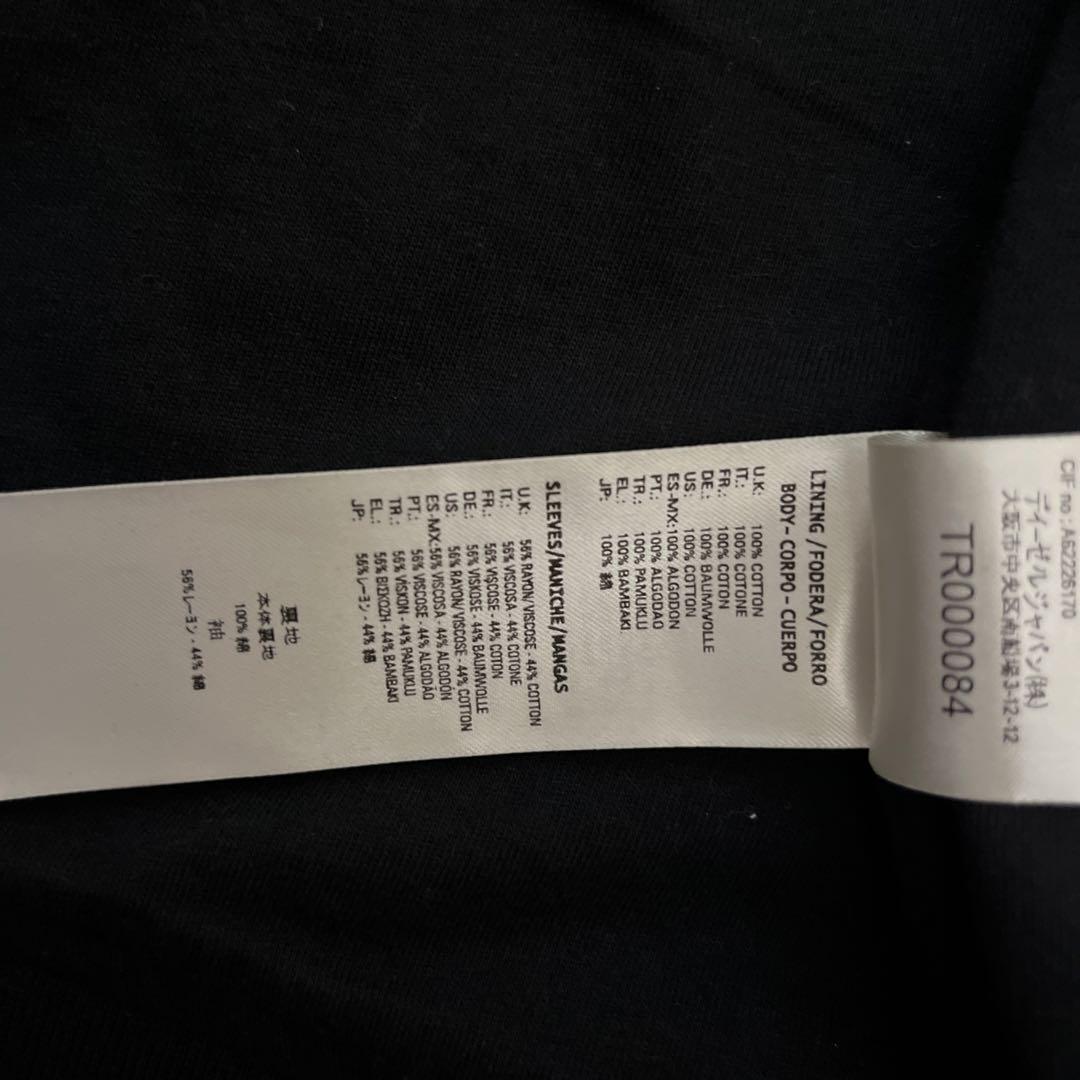 CIF no: A62226170
ディーゼルジャパン(株)
大阪市中央区南船場3-12-12
TR000084
LINING / FODERA/FORRO
BODY-CORPO-CUERPO
U.K: 100% COTTON
IT.: 100% COTONE
FR.: 100% COTON
DE.: 100% BAUMVOLLE
US: 100% COTTON
ES-MX:100% ALGODON
PT.: 100% ALGODAO
TR.: 100% PAMUKLU
EL.: 100% BAMBAKI
JP.: 100% 綿
SLEEVES/MANICHE/MANGAS
U.K: 56% RAYON/VISCOSE - 44% COTTON
IT.: 56% VISCOSA - 44% COTONE
FR.: 56% VISCOSE - 44% COTON
DE.: 56% VISKOSE - 44% BAUMWOLLE
US: 56% RAYON/VISCOSE - 44% COTTON
ES-MX:56% VISCOSA - 44% ALGODÓN
PT.: 56% VISCOSE - 44% ALGODÃO
TR.: 56% VİSKON - 44% PAMUKLU
EL.: 56% ΒΙΣΚΟΖΗ - 44% BAMBAKI
JP: 56% レーヨン - 44% 綿
裏地
本体裏地
100% 綿
袖
56% レーヨン - 44% 綿